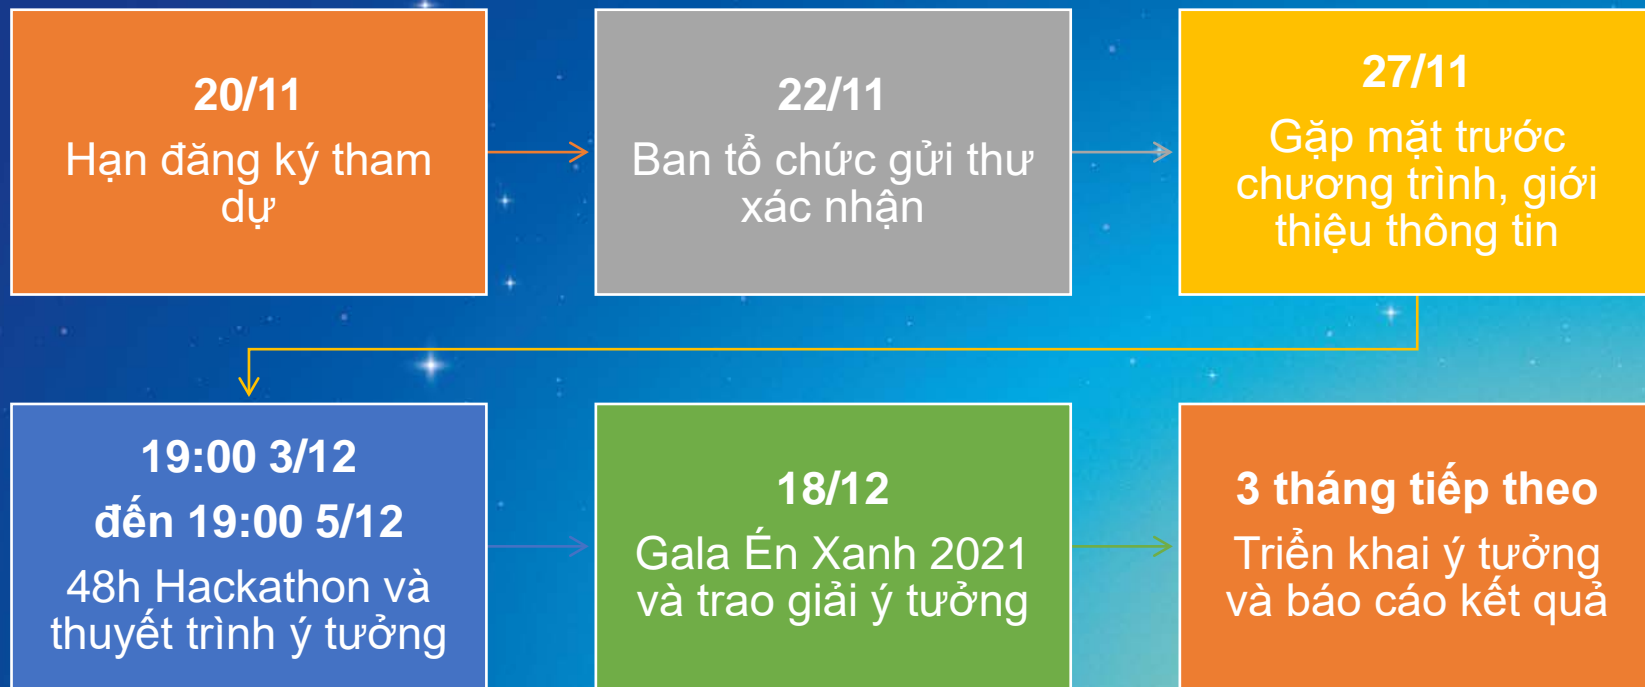 20/11
Hạn đăng ký tham
dự
22/11
Ban tổ chức gửi thư
xác nhận
27/11
Gặp mặt trước
chương trình, giới
thiệu thông tin
19:00 3/12
đến 19:00 5/12
48h Hackathon và
thuyết trình ý tưởng
18/12
Gala Én Xanh 2021
và trao giải ý tưởng
3 tháng tiếp theo
Triển khai ý tưởng
và báo cáo kết quả